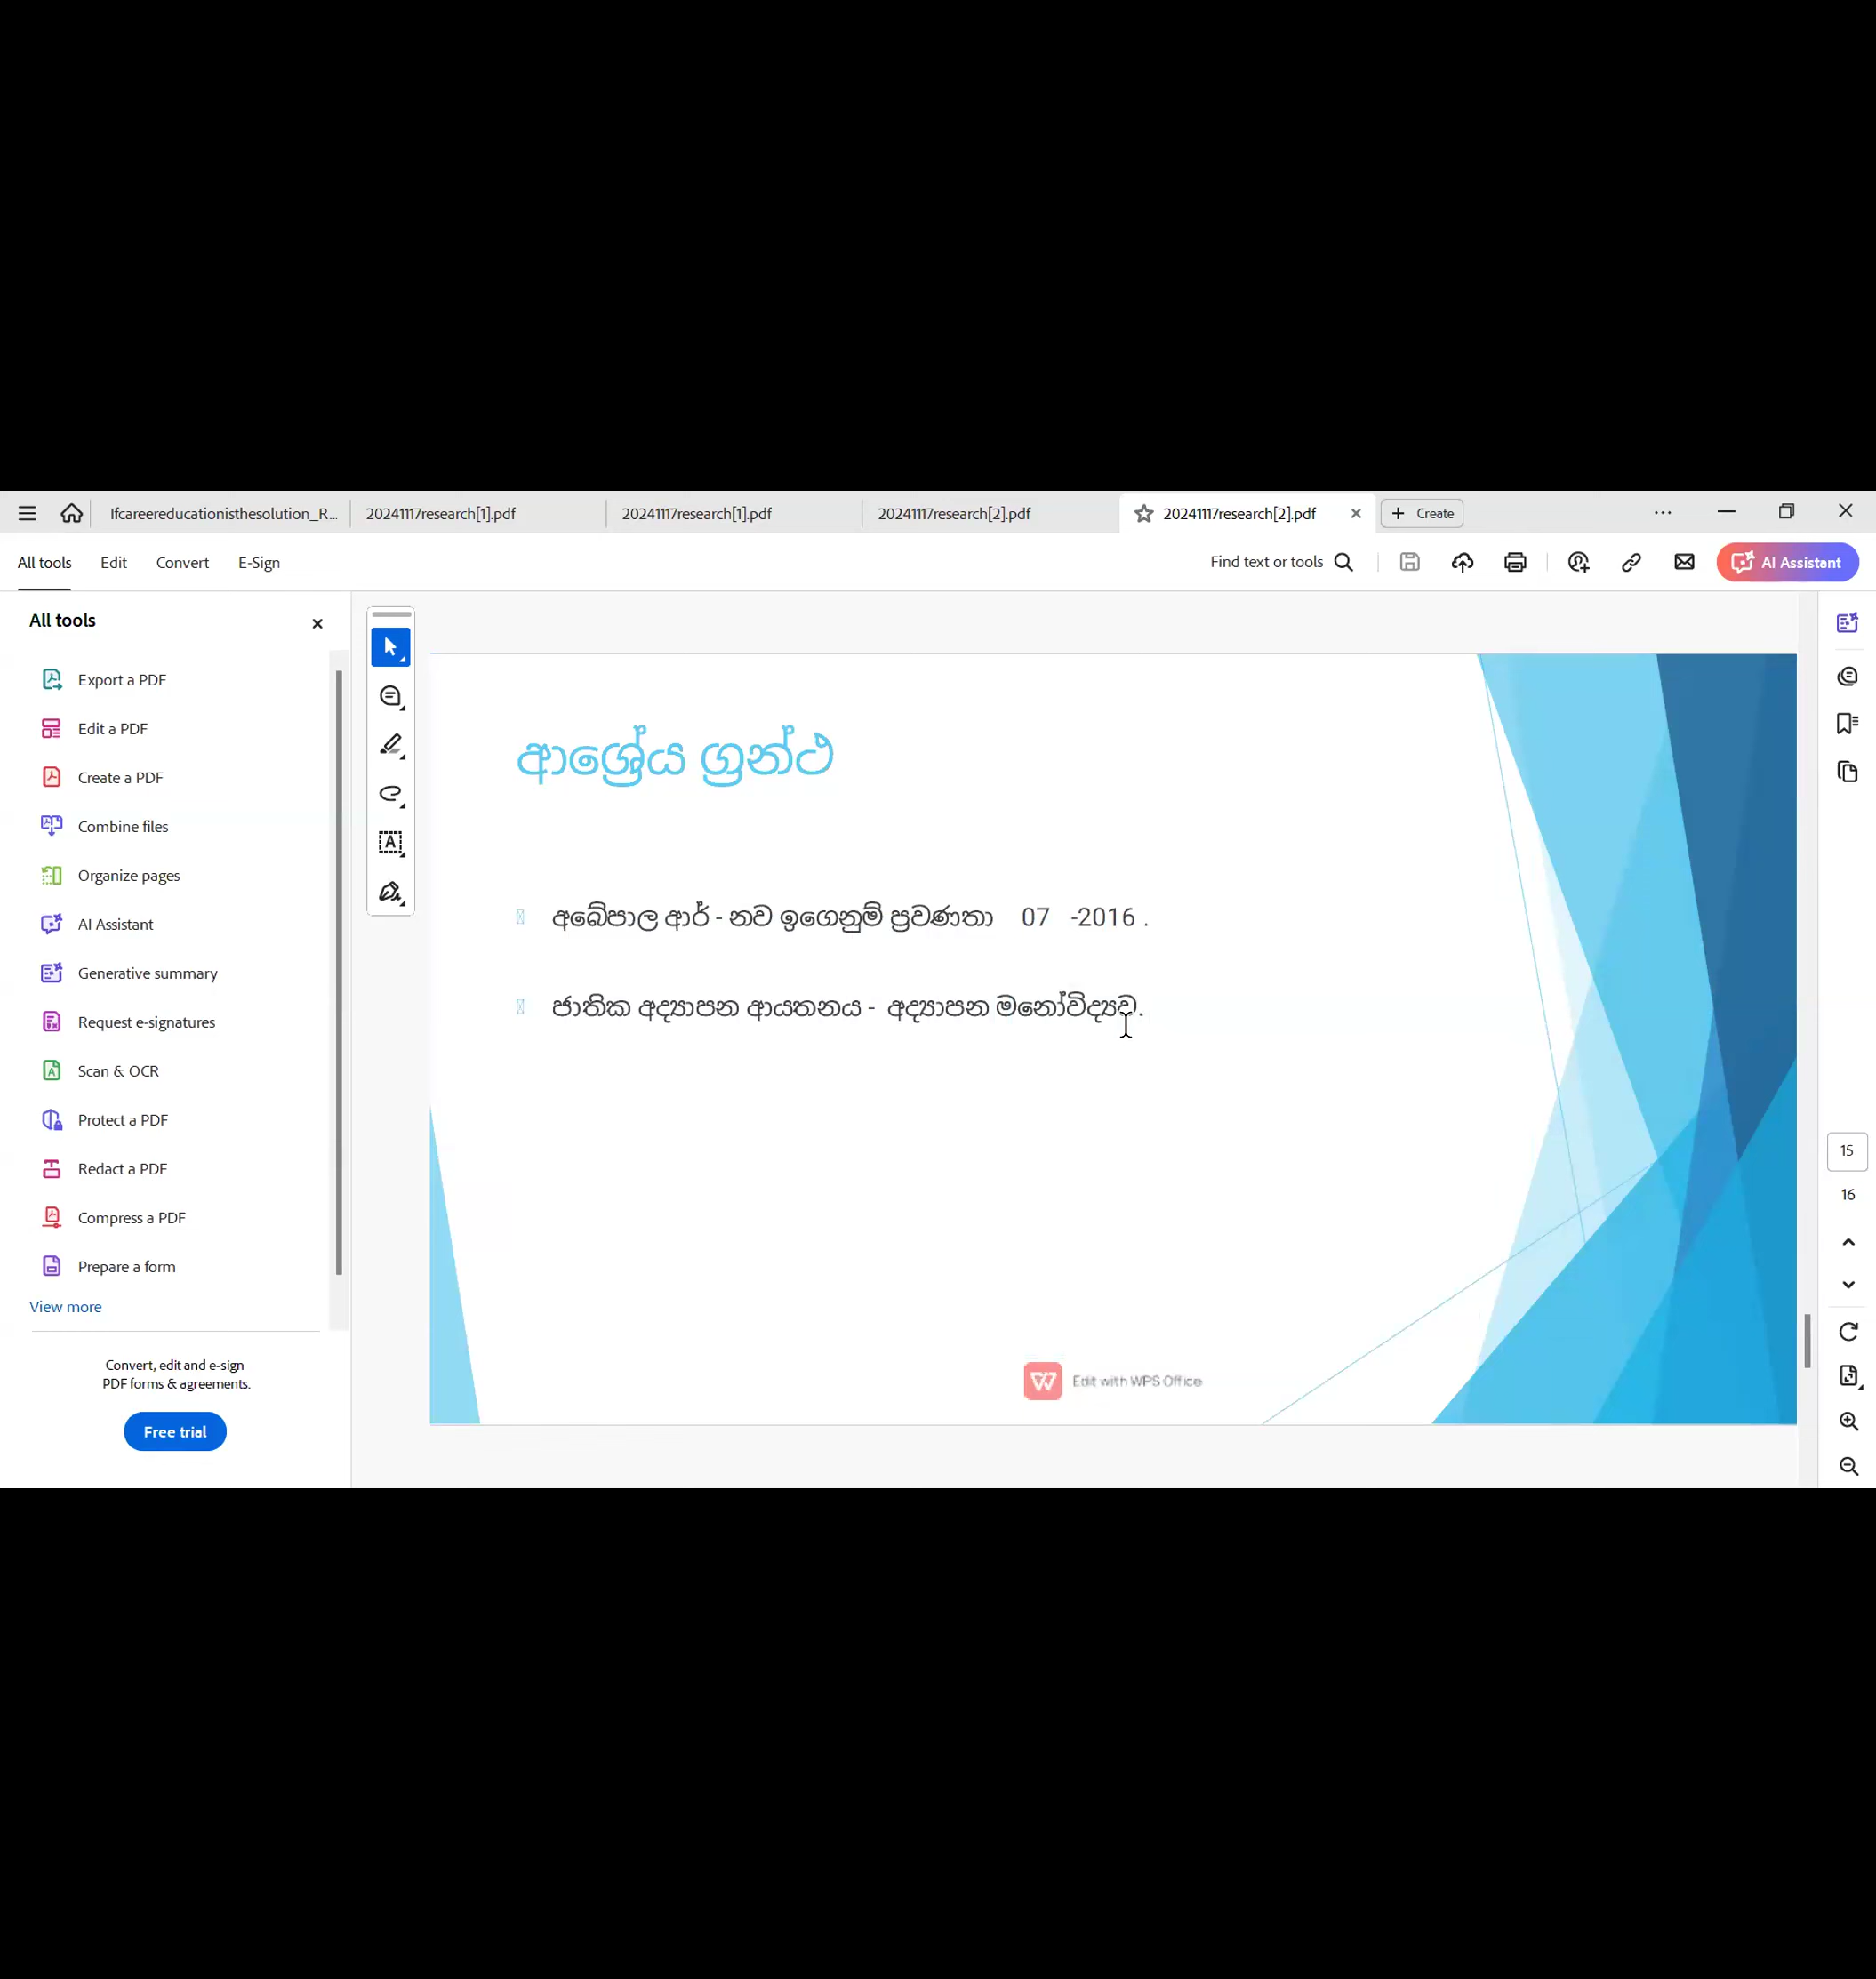 Ifcareereducationisthesolution_R...
20241117research[1].pdf
20241117research[1].pdf
20241117research[2].pdf
20241117research[2].pdf
Create
All tools
Edit
Convert
E-Sign
Find text or tools
AI Assistant
All tools
Export a PDF
Edit a PDF
Create a PDF
Combine files
Organize pages
AI Assistant
Generative summary
Request e-signatures
Scan & OCR
Protect a PDF
Redact a PDF
Compress a PDF
Prepare a form
View more
Convert, edit and e-sign
PDF forms & agreements.
Free trial
ආශ්‍රේය ග්‍රන්ථ
අබේපාල ආර් - නව ඉගෙනුම් ප්‍රවණතා 07 -2016 .
ජාතික අද්‍යාපන ආයතනය - අද්‍යාපන මනෝවිද්‍යව.
Edit with WPS Office
15
16